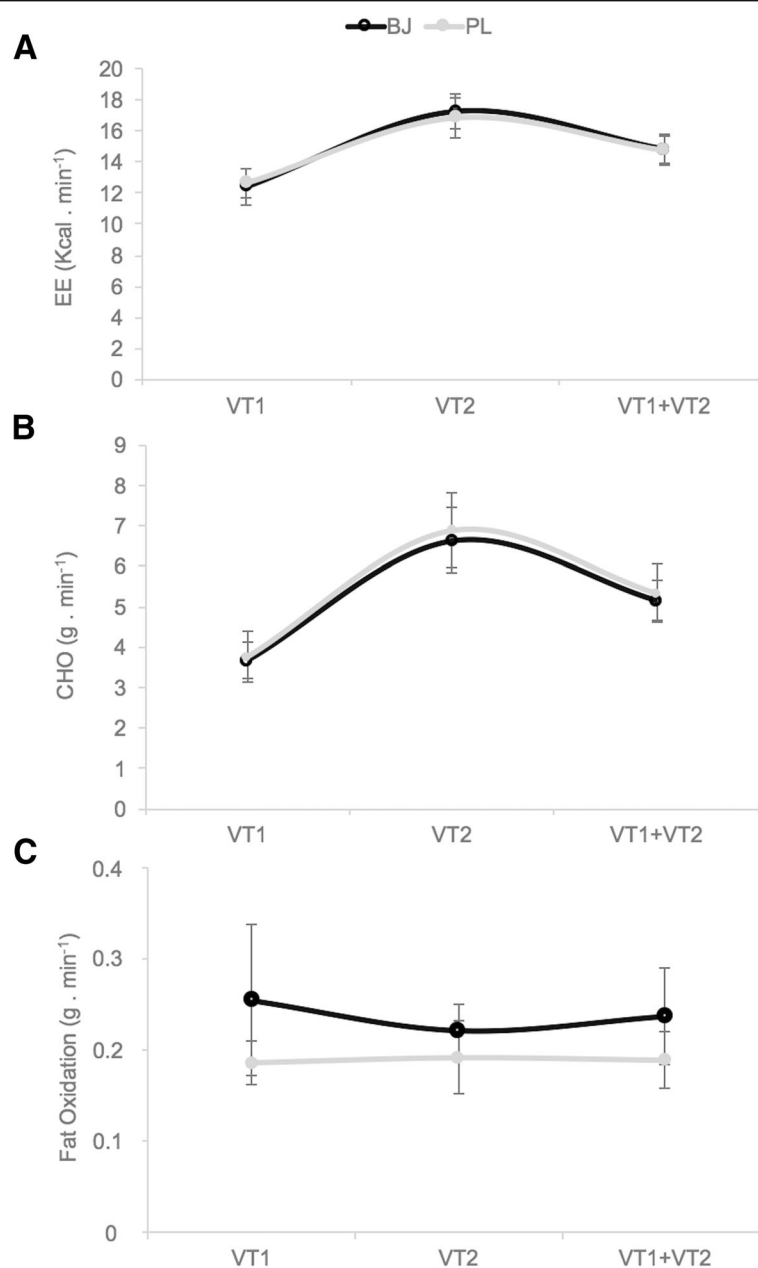 BJ PL
A
20
18
16
14
12
10
8
6
4
2
0
EE (Kcal . min⁻¹)
VT1 VT2 VT1+VT2
B
9
8
7
6
5
4
3
2
1
0
CHO (g . min⁻¹)
VT1 VT2 VT1+VT2
C
0.4
0.3
0.2
0.1
0
Fat Oxidation (g . min⁻¹)
VT1 VT2 VT1+VT2